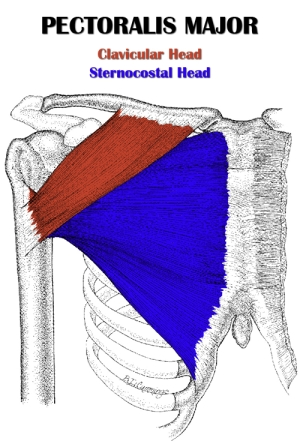 PECTORALIS MAJOR
Clavicular Head
Sternocostal Head